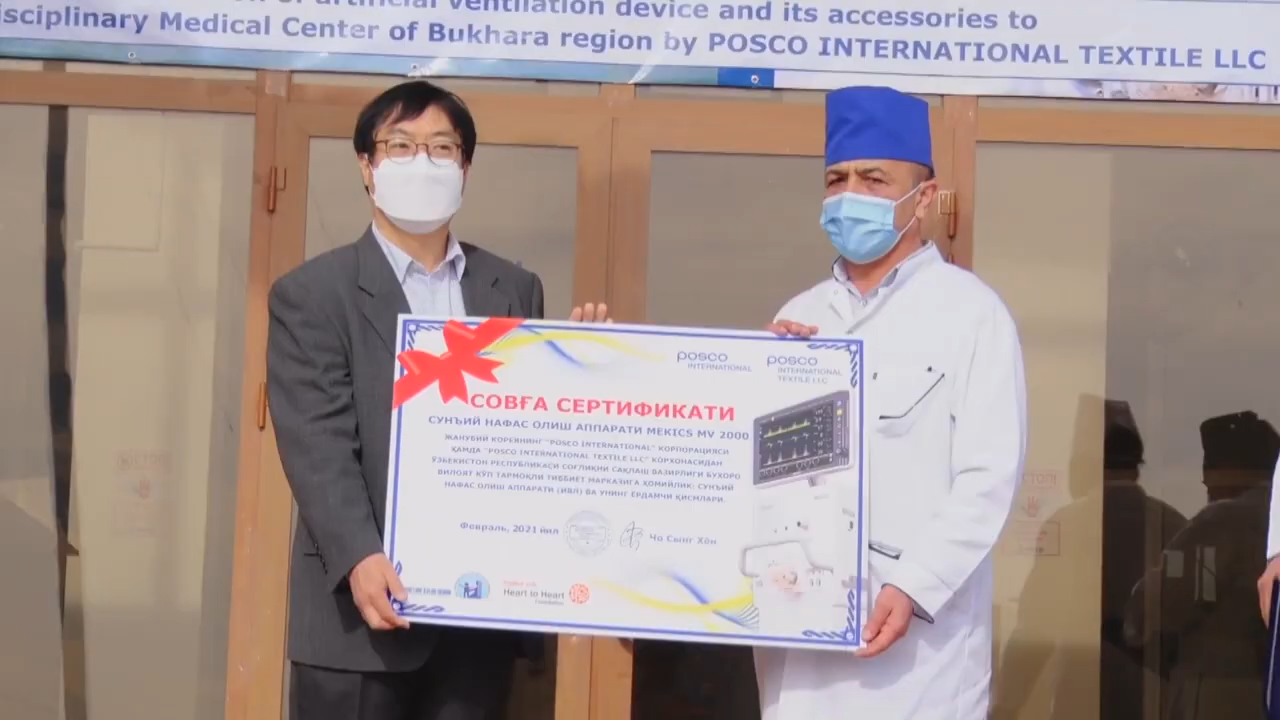 of artificial ventilation device and its accessories to
isciplinary Medical Center of Bukhara region by POSCO INTERNATIONAL TEXTILE LLC
posco
INTERNATIONAL
posco
INTERNATIONAL
TEXTILE LLC
СОВҒА СЕРТИФИКАТИ
СУНЪИЙ НАФАС ОЛИШ АППАРАТИ MEKICS MV 2000
ЖАНУБИЙ КОРЕЯНИНГ "POSCO INTERNATIONAL" КОРПОРАЦИЯСИ
ҲАМДА "POSCO INTERNATIONAL TEXTILE LLC" КОРХОНАСИДАН
ЎЗБЕКИСТОН РЕСПУБЛИКАСИ СОҒЛИҚНИ САҚЛАШ ВАЗИРЛИГИ БУХОРО
ВИЛОЯТ КЎП ТАРМОҚЛИ ТИББИЁТ МАРКАЗИГА ҲОМИЙЛИК: СУНЪИЙ
НАФАС ОЛИШ АППАРАТИ (ИВЛ) ВА УНИНГ ЁРДАМЧИ ҚИСМЛАРИ.
Февраль, 2021 йил
Чо Сынг Хён
Heart to Heart
Foundation